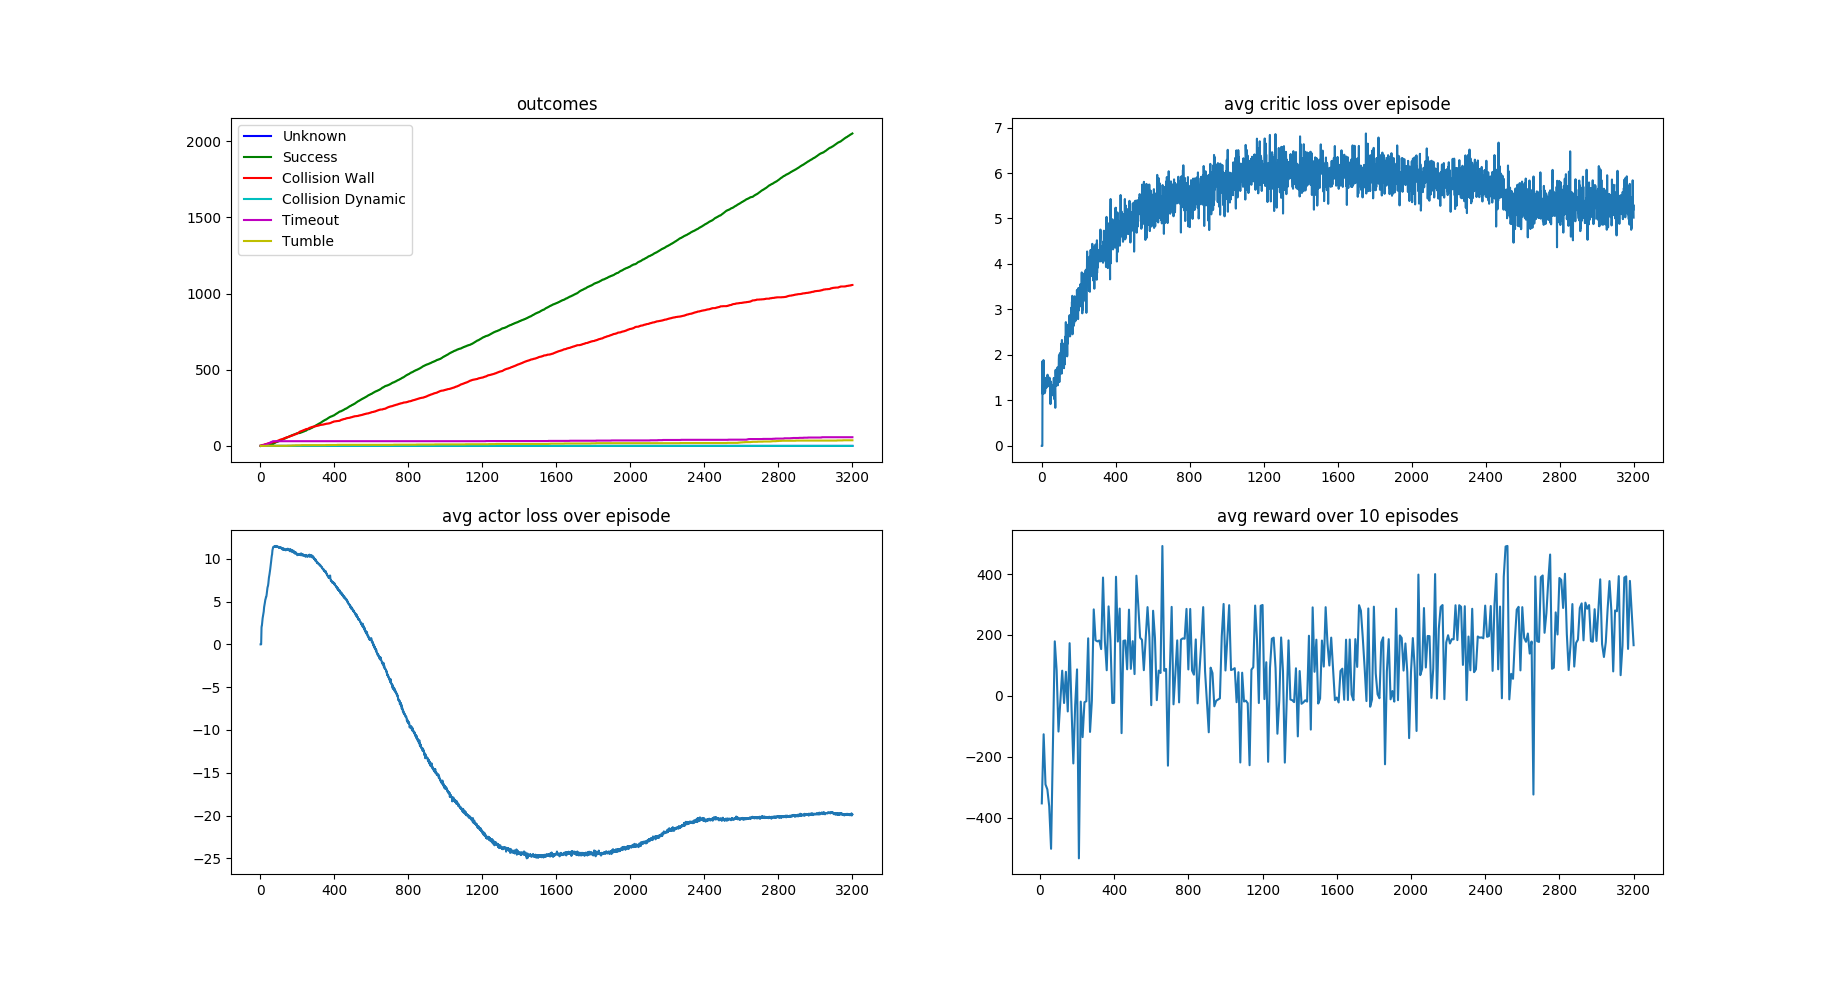 outcomes
2000
1500
1000
500
0
Unknown
Success
Collision Wall
Collision Dynamic
Timeout
Tumble
0 400 800 1200 1600 2000 2400 2800 3200
avg critic loss over episode
7
6
5
4
3
2
1
0
0 400 800 1200 1600 2000 2400 2800 3200
avg actor loss over episode
10
5
0
−5
−10
−15
−20
−25
0 400 800 1200 1600 2000 2400 2800 3200
avg reward over 10 episodes
400
200
0
−200
−400
0 400 800 1200 1600 2000 2400 2800 3200